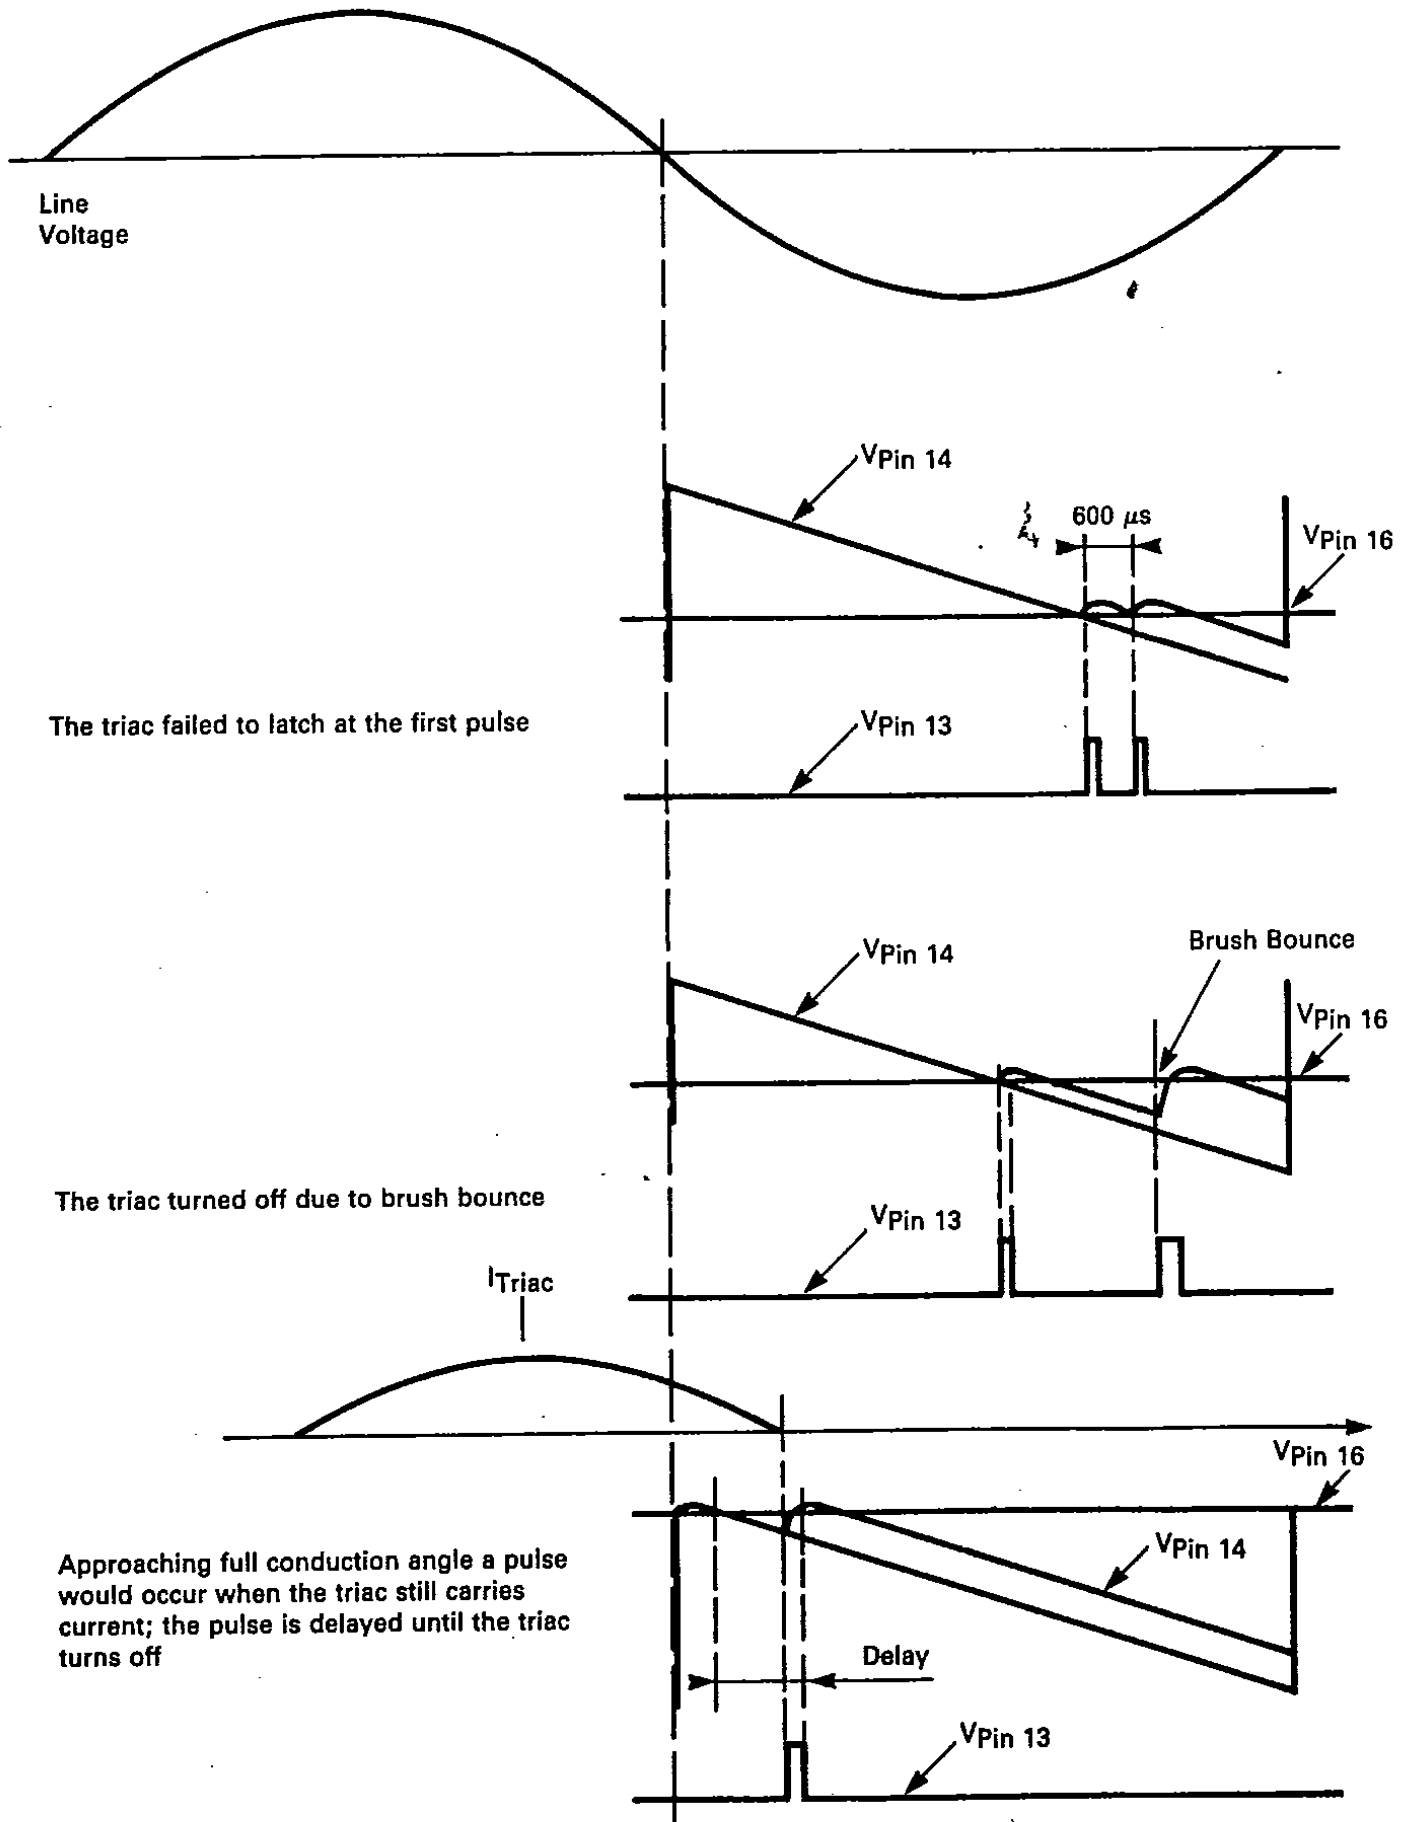 Line
Voltage
VPin 14
600 μs
VPin 16
The triac failed to latch at the first pulse
VPin 13
Brush Bounce
VPin 14
VPin 16
The triac turned off due to brush bounce
VPin 13
ITriac
VPin 16
Approaching full conduction angle a pulse
would occur when the triac still carries
current; the pulse is delayed until the triac
turns off
VPin 14
Delay
VPin 13